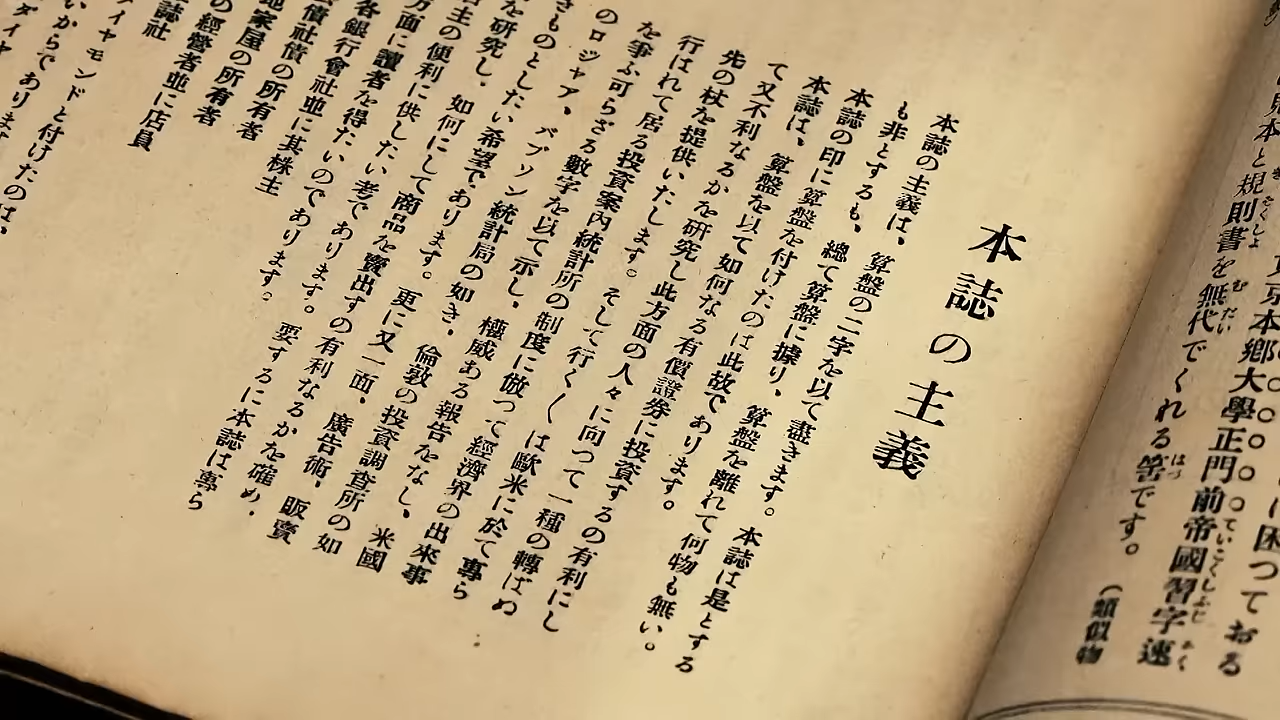 に困つておる
京本郷大學正門前帝國習字速
見本と規則書を無代でくれる筈です。（類似物
本誌の主義
本誌の主義は、算盤の二字を以て盡きます。本誌は是とする
も非とするも、總て算盤に據り、算盤を離れて何物も無い。
本誌の印に算盤を付けたのは此故であります。
本誌は、算盤を以て如何なる有價證券に投資するの有利にし
て又不利なるかを研究し此方面の人々に向つて一種の轉ばぬ
先の杖を提供いたします。そして行く〱は歐米に於て專ら
行はれて居る投資案内統計所の制度に倣つて經濟界の出來事
を爭ふ可らざる數字を以て示し、權威ある報告をなし、米國
のロジャア、バブソン統計局の如き、倫敦の投資調査所の如
きものとしたい希望であります。更に又一面、廣告術、販賣
を研究し、如何にして商品を賣出すの有利なるかを確め、
主の便利に供したい考であります。要するに本誌は專ら
方面に讀者を得たいのであります。
各銀行會社並に其株主
債社債の所有者
地家屋の所有者
の經營者並に店員
誌社
イヤモンドと付けたのは、
いからであります
ダイヤ